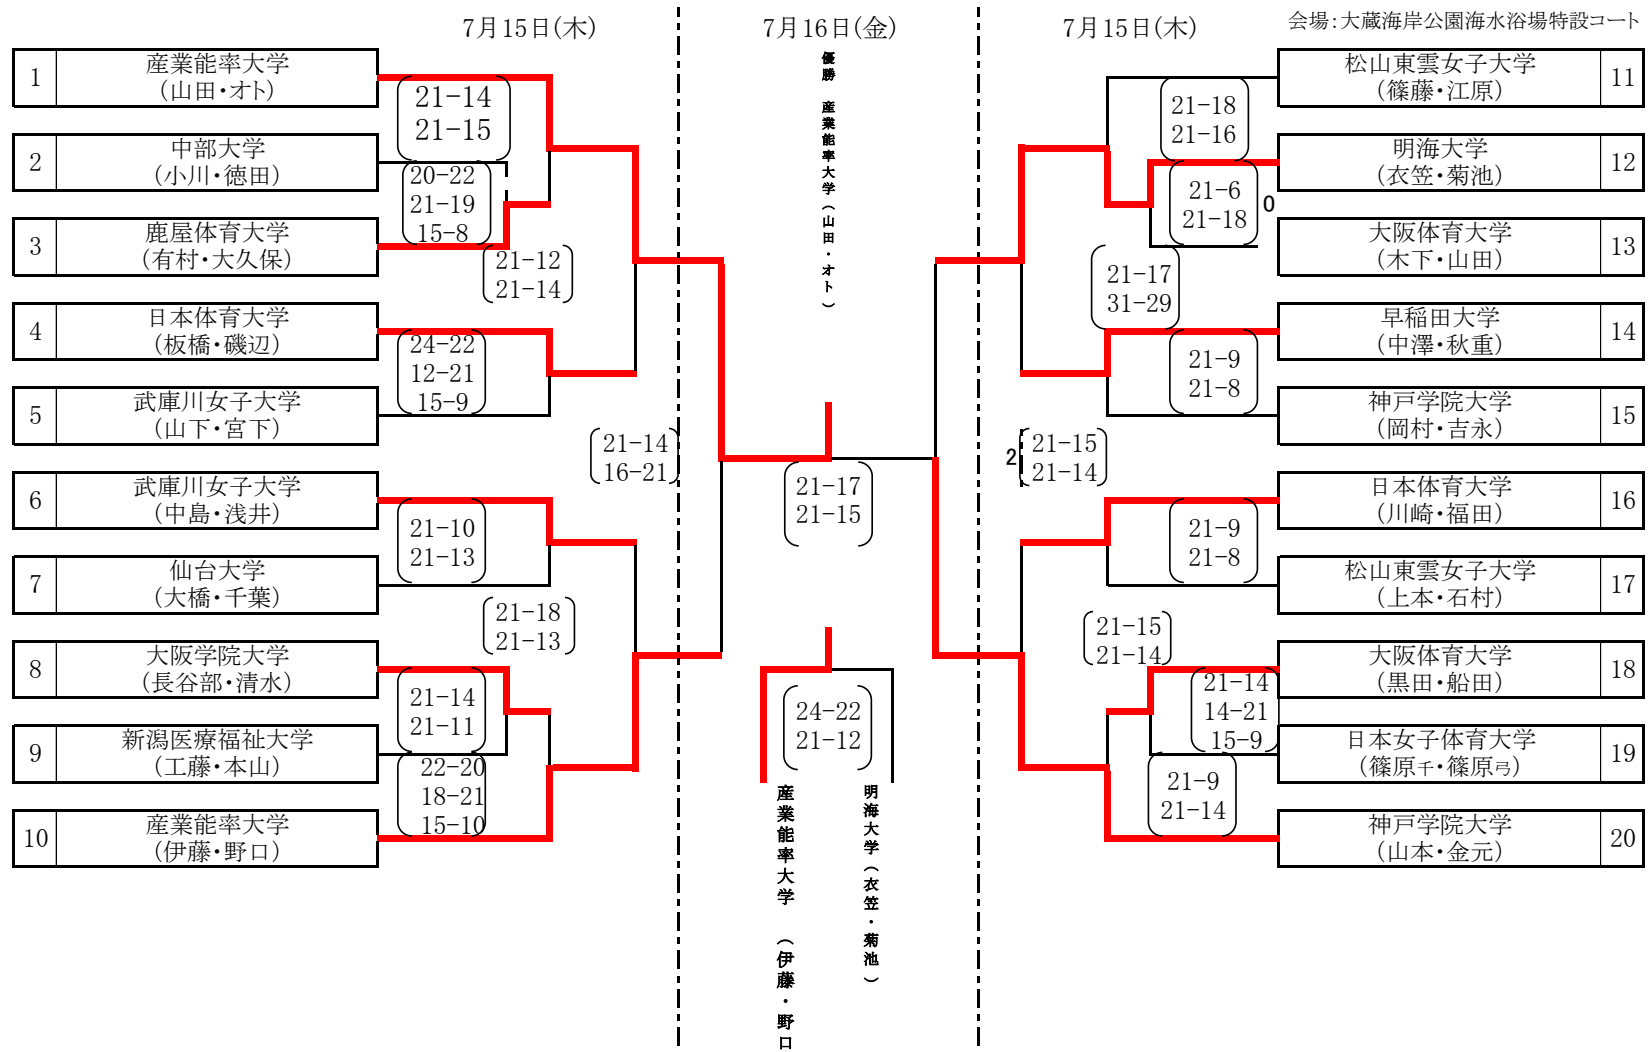 7月15日(木)
7月16日(金)
7月15日(木)
会場:大蔵海岸公園海水浴場特設コート
1
産業能率大学
(山田・オト)
2
中部大学
(小川・徳田)
3
鹿屋体育大学
(有村・大久保)
4
日本体育大学
(板橋・磯辺)
5
武庫川女子大学
(山下・宮下)
6
武庫川女子大学
(中島・浅井)
7
仙台大学
(大橋・千葉)
8
大阪学院大学
(長谷部・清水)
9
新潟医療福祉大学
(工藤・本山)
10
産業能率大学
(伊藤・野口)
21-14
21-15
20-22
21-19
15-8
21-12
21-14
24-22
12-21
15-9
21-14
16-21
21-10
21-13
21-18
21-13
21-14
21-11
22-20
18-21
15-10
優勝 産業能率大学(山田・オト)
21-17
21-15
24-22
21-12
産業能率大学 (伊藤・野口
明海大学(衣笠・菊池)
21-18
21-16
21-6
21-18
0
21-17
31-29
21-9
21-8
2
21-15
21-14
21-9
21-8
21-15
21-14
21-14
14-21
15-9
21-9
21-14
松山東雲女子大学
(篠藤・江原)
11
明海大学
(衣笠・菊池)
12
大阪体育大学
(木下・山田)
13
早稲田大学
(中澤・秋重)
14
神戸学院大学
(岡村・吉永)
15
日本体育大学
(川崎・福田)
16
松山東雲女子大学
(上本・石村)
17
大阪体育大学
(黒田・船田)
18
日本女子体育大学
(篠原千・篠原弓)
19
神戸学院大学
(山本・金元)
20